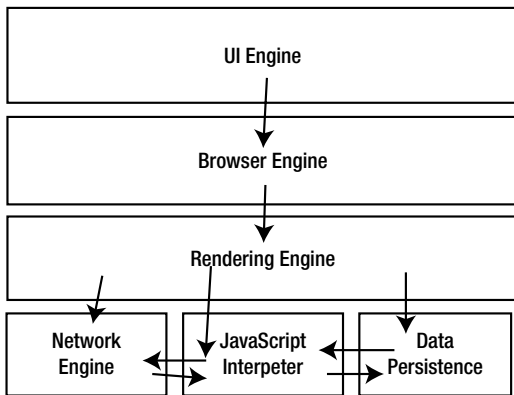 UI Engine
Browser Engine
Rendering Engine
Network
Engine
JavaScript
Interpeter
Data
Persistence